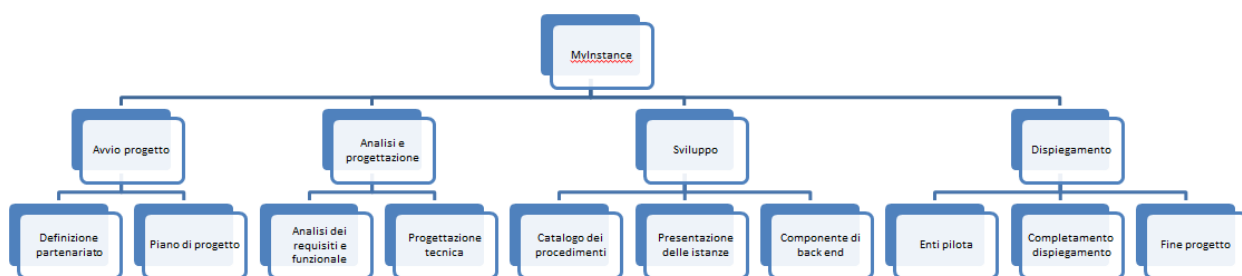 MvInstance
Avvio progetto
Analisi e
progettazione
Sviluppo
Dispiegamento
Definizione
partenariato
Piano di progetto
Analisi dei
requisiti e
funzionale
Progettazione
tecnica
Catalogo dei
procedimenti
Presentazione
delle istanze
Componente di
back end
Enti pilota
Completamento
dispiegamento
Fine progetto